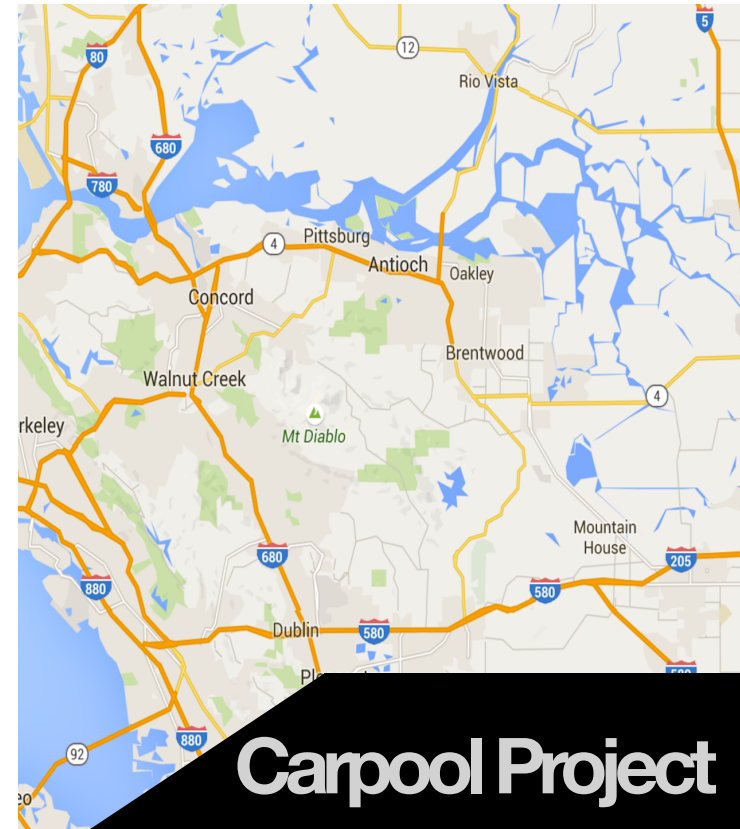 5
80
12
Rio Vista
680
780
4
Pittsburg
Antioch
Oakley
Concord
Brentwood
Walnut Creek
4
rkeley
Mt Diablo
Mountain
House
680
205
880
580
Dublin
580
880
92
Carpool Project